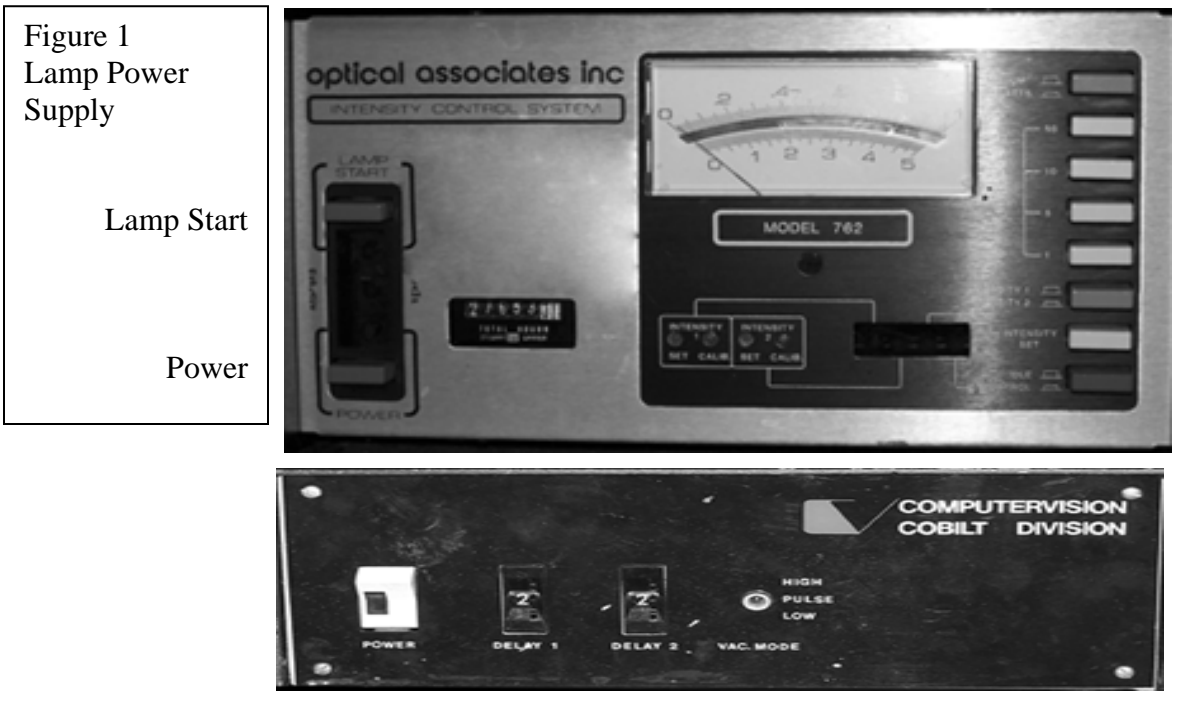 Figure 1
Lamp Power
Supply
Lamp Start
Power
optical associates inc
INTENSITY CONTROL SYSTEM
LAMP
START
POWER
TOTAL HOURS
0 .2 .4
0 1 2 3 4 5
MODEL 762
INTENSITY INTENSITY
1 2
SET CALIB SET CALIB
10
INTENSITY
SET
COMPUTERVISION
COBILT DIVISION
HIGH
PULSE
LOW
2 2
POWER DELAY 1 DELAY 2 VAC. MODE